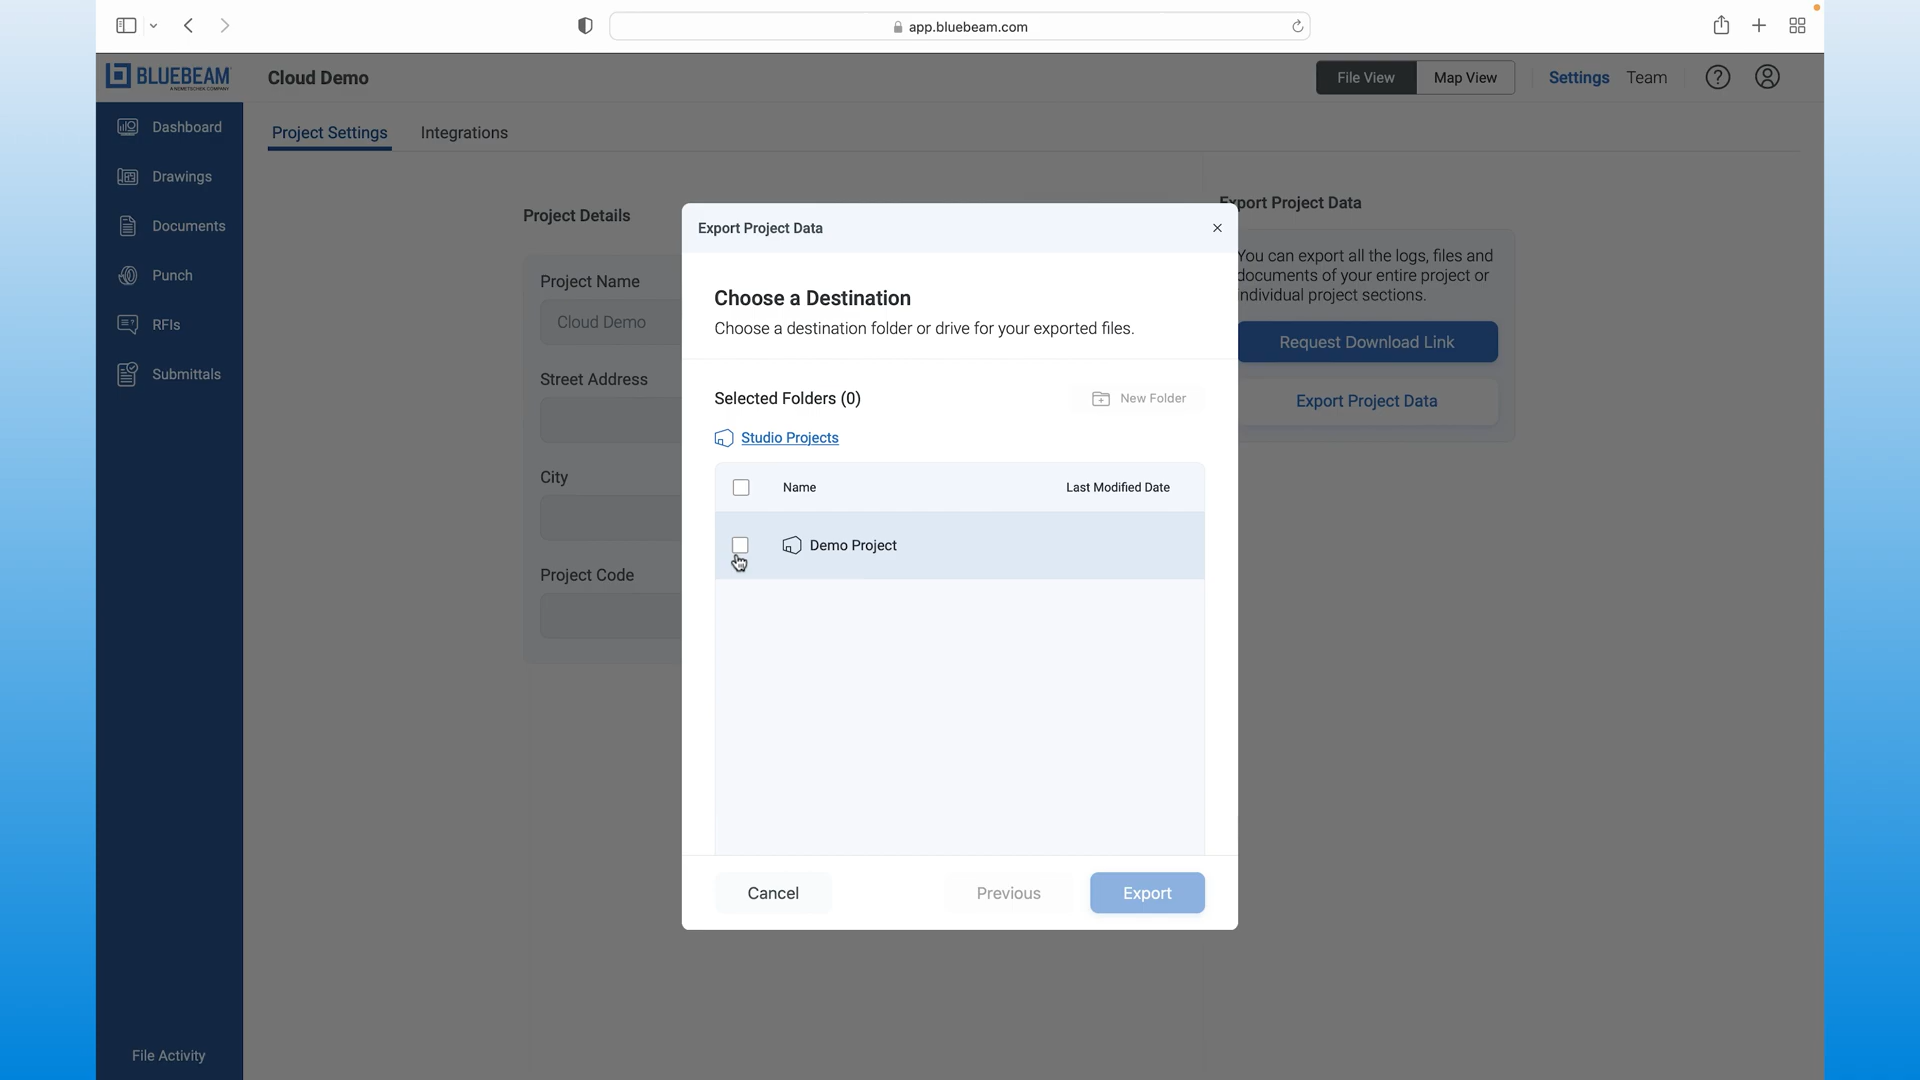 app.bluebeam.com
BLUEBEAM
A NEMETSCHEK COMPANY
Cloud Demo
File View
Map View
Settings
Team
Dashboard
Drawings
Documents
Punch
RFIs
Submittals
File Activity
Project Settings
Integrations
Project Details
Project Name
Cloud Demo
Street Address
City
Project Code
Export Project Data
Choose a Destination
Choose a destination folder or drive for your exported files.
Selected Folders (0)
New Folder
Studio Projects
Name
Last Modified Date
Demo Project
Cancel
Previous
Export
Export Project Data
You can export all the logs, files and
documents of your entire project or
individual project sections.
Request Download Link
Export Project Data